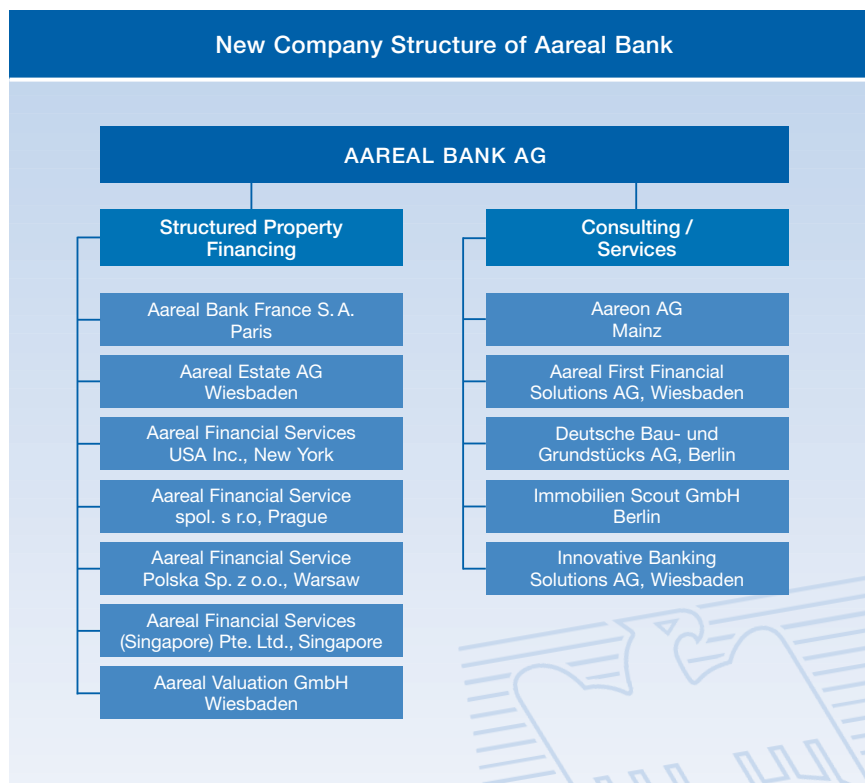 New Company Structure of Aareal Bank
AAREAL BANK AG
Structured Property
Financing
Aareal Bank France S. A.
Paris
Aareal Estate AG
Wiesbaden
Aareal Financial Services
USA Inc., New York
Aareal Financial Service
spol. s r.o, Prague
Aareal Financial Service
Polska Sp. z o.o., Warsaw
Aareal Financial Services
(Singapore) Pte. Ltd., Singapore
Aareal Valuation GmbH
Wiesbaden
Consulting /
Services
Aareon AG
Mainz
Aareal First Financial
Solutions AG, Wiesbaden
Deutsche Bau- und
Grundstücks AG, Berlin
Immobilien Scout GmbH
Berlin
Innovative Banking
Solutions AG, Wiesbaden